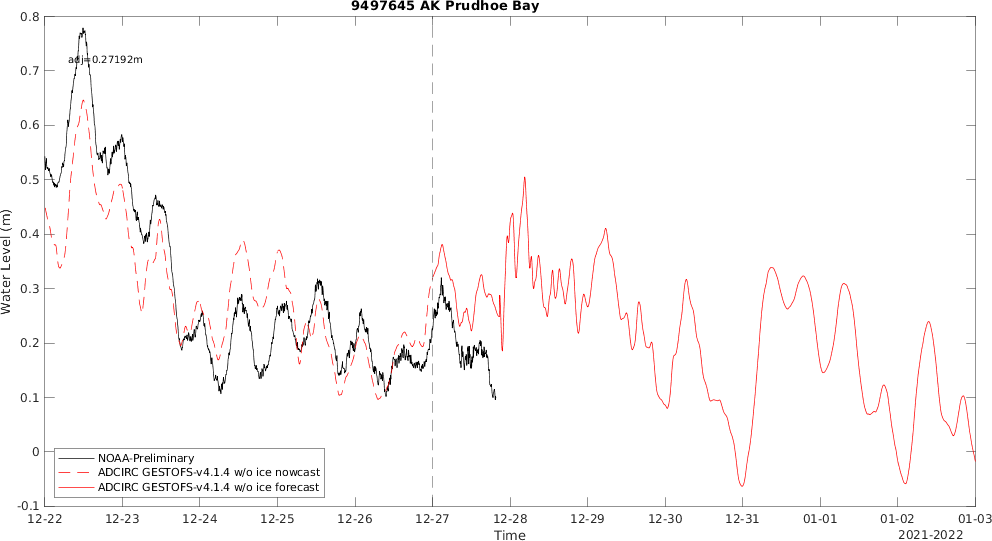 9497645 AK Prudhoe Bay
adj=0.27192m
Water Level (m)
0.8
0.7
0.6
0.5
0.4
0.3
0.2
0.1
0
-0.1
NOAA-Preliminary
ADCIRC GESTOFS-v4.1.4 w/o ice nowcast
ADCIRC GESTOFS-v4.1.4 w/o ice forecast
12-22 12-23 12-24 12-25 12-26 12-27 12-28 12-29 12-30 12-31 01-01 01-02 01-03
Time
2021-2022